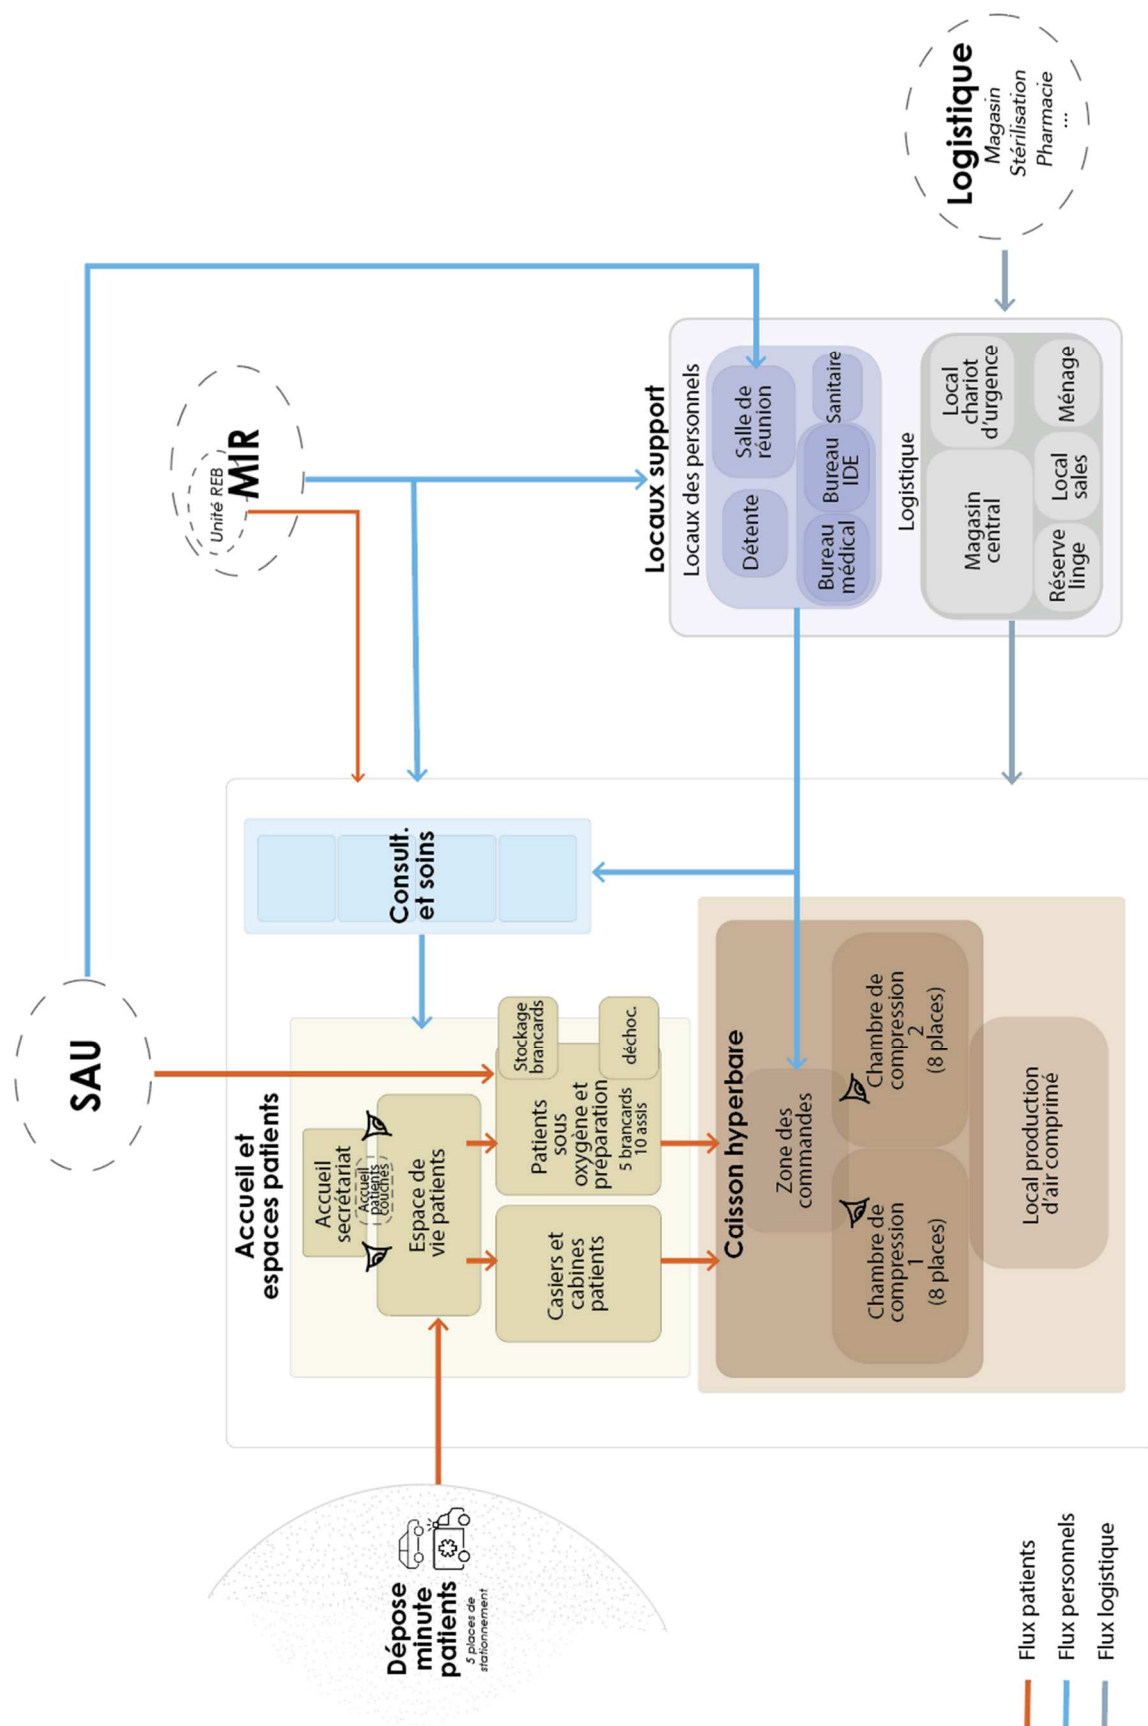 SAU
Unité REB
MIR
Logistique
Magasin
Stérilisation
Pharmacie
...
Dépose
minute
patients
5 places de
stationnement
Accueil et
espaces patients
Accueil
secrétariat
Accueil
patients
couchés
Espace de
vie patients
Casiers et
cabines
patients
Patients
sous
oxygène et
préparation
5 brancards
10 assis
Stockage
brancards
déchoc.
Consult.
et soins
Caisson hyperbare
Zone des
commandes
Chambre de
compression
1
(8 places)
Chambre de
compression
2
(8 places)
Local production
d'air comprimé
Locaux support
Locaux des personnels
Détente
Salle de
réunion
Bureau
médical
Bureau
IDE
Sanitaire
Logistique
Magasin
central
Local
chariot
d'urgence
Réserve
linge
Local
sales
Ménage
Flux patients
Flux personnels
Flux logistique